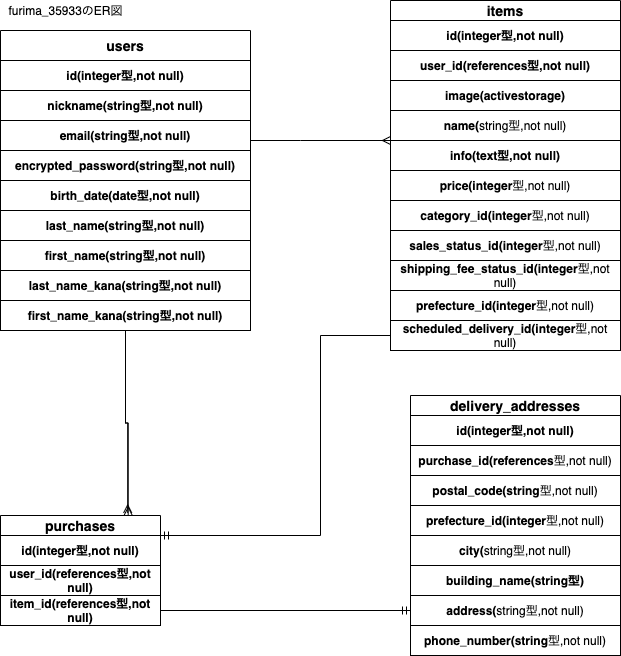 furima_35933のER図
users
id(integer型,not null)
nickname(string型,not null)
email(string型,not null)
encrypted_password(string型,not null)
birth_date(date型,not null)
last_name(string型,not null)
first_name(string型,not null)
last_name_kana(string型,not null)
first_name_kana(string型,not null)
items
id(integer型,not null)
user_id(references型,not null)
image(activestorage)
name(string型,not null)
info(text型,not null)
price(integer型,not null)
category_id(integer型,not null)
sales_status_id(integer型,not null)
shipping_fee_status_id(integer型,not
null)
prefecture_id(integer型,not null)
scheduled_delivery_id(integer型,not
null)
purchases
id(integer型,not null)
user_id(references型,not
null)
item_id(references型,not
null)
delivery_addresses
id(integer型,not null)
purchase_id(references型,not null)
postal_code(string型,not null)
prefecture_id(integer型,not null)
city(string型,not null)
building_name(string型)
address(string型,not null)
phone_number(string型,not null)